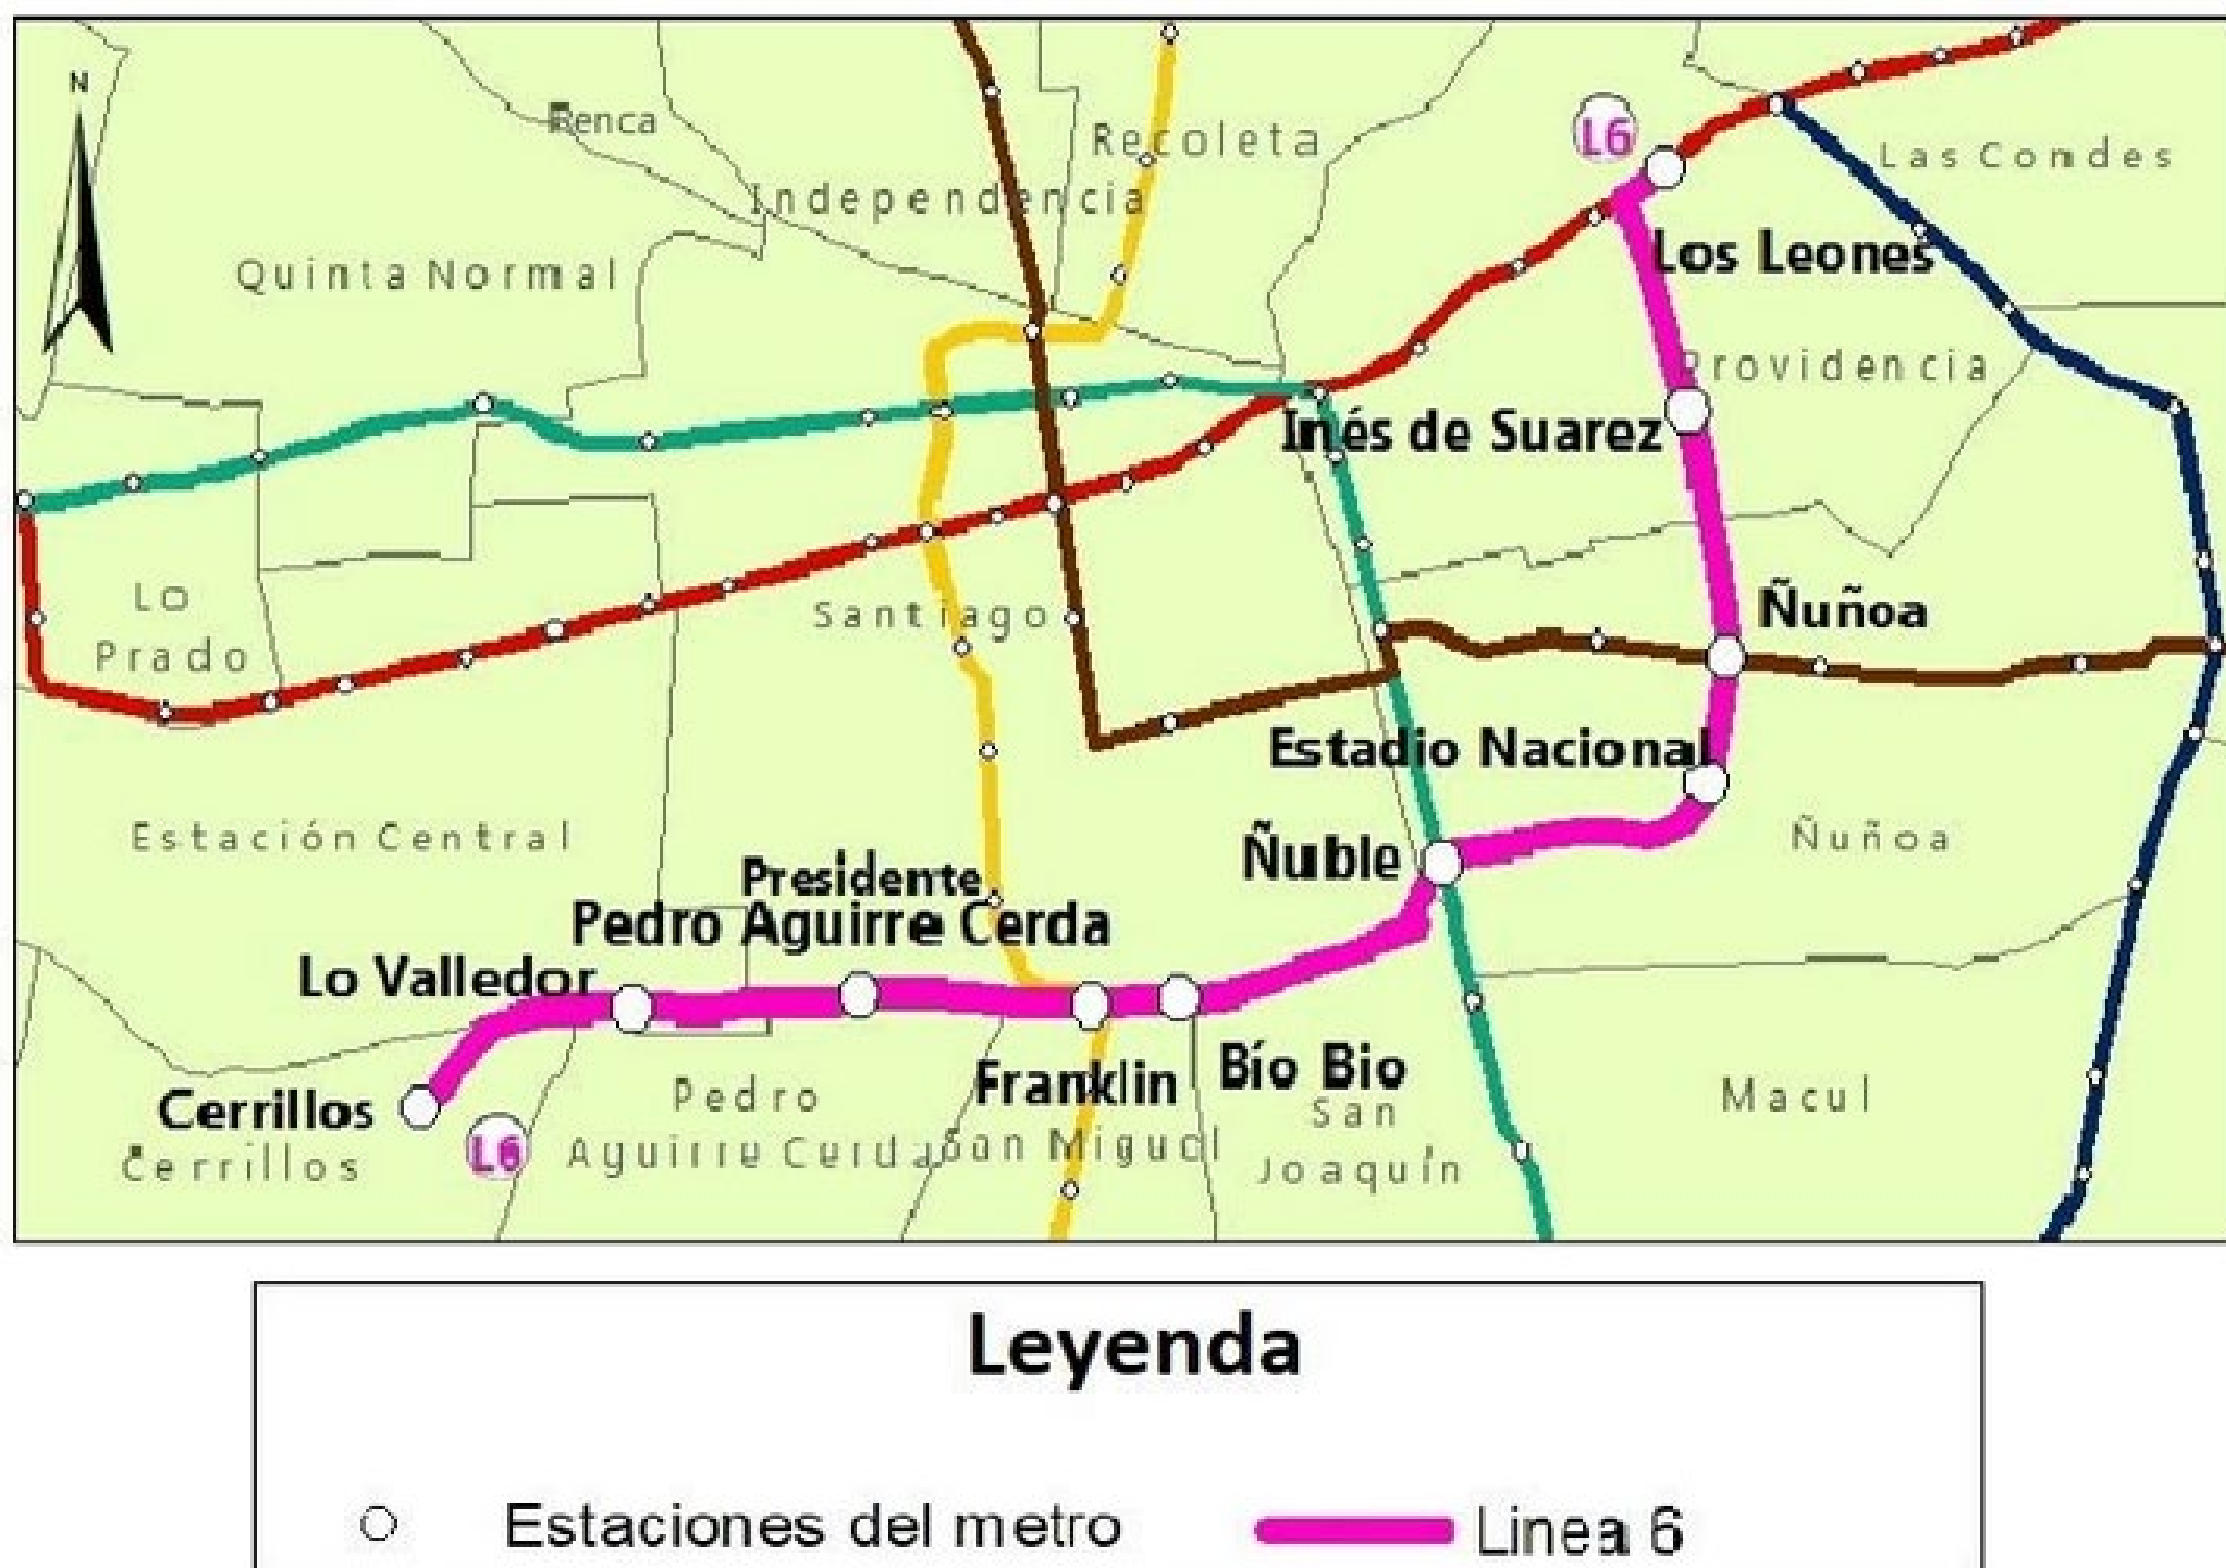 N
Renca
Recoleta
L6
Las Condes
Independencia
Quinta Normal
Los Leones
Providencia
Inés de Suarez
Lo
Prado
Santiago
Ñuñoa
Estadio Nacional
Estación Central
Ñuñoa
Ñuble
Presidente
Pedro Aguirre Cerda
Lo Valledor
Cerrillos
Cerrillos
L6
Pedro
Aguirre Cerda
Franklin
San Miguel
Bío Bio
San
Joaquín
Macul
Leyenda
Estaciones del metro
Linea 6